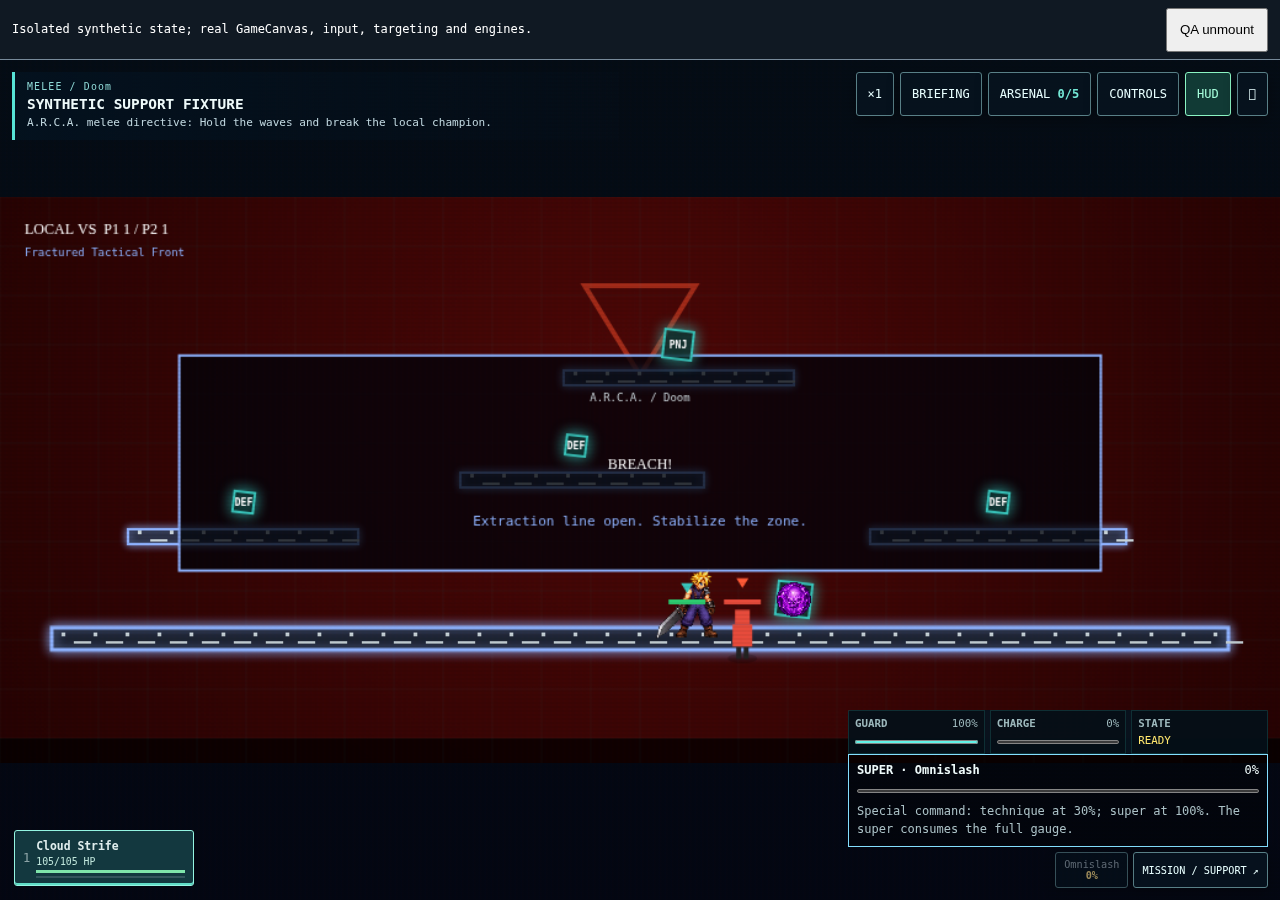 Isolated synthetic state; real GameCanvas, input, targeting and engines.
QA unmount
MELEE / Doom
SYNTHETIC SUPPORT FIXTURE
A.R.C.A. melee directive: Hold the waves and break the local champion.
×1
BRIEFING
ARSENAL 0/5
CONTROLS
HUD
LOCAL VS P1 1 / P2 1
Fractured Tactical Front
PNJ
A.R.C.A. / Doom
DEF
BREACH!
DEF
DEF
Extraction line open. Stabilize the zone.
GUARD 100%
CHARGE 0%
STATE
READY
SUPER · Omnislash 0%
Special command: technique at 30%; super at 100%. The
super consumes the full gauge.
1
Cloud Strife
105/105 HP
Omnislash
0%
MISSION / SUPPORT ↗